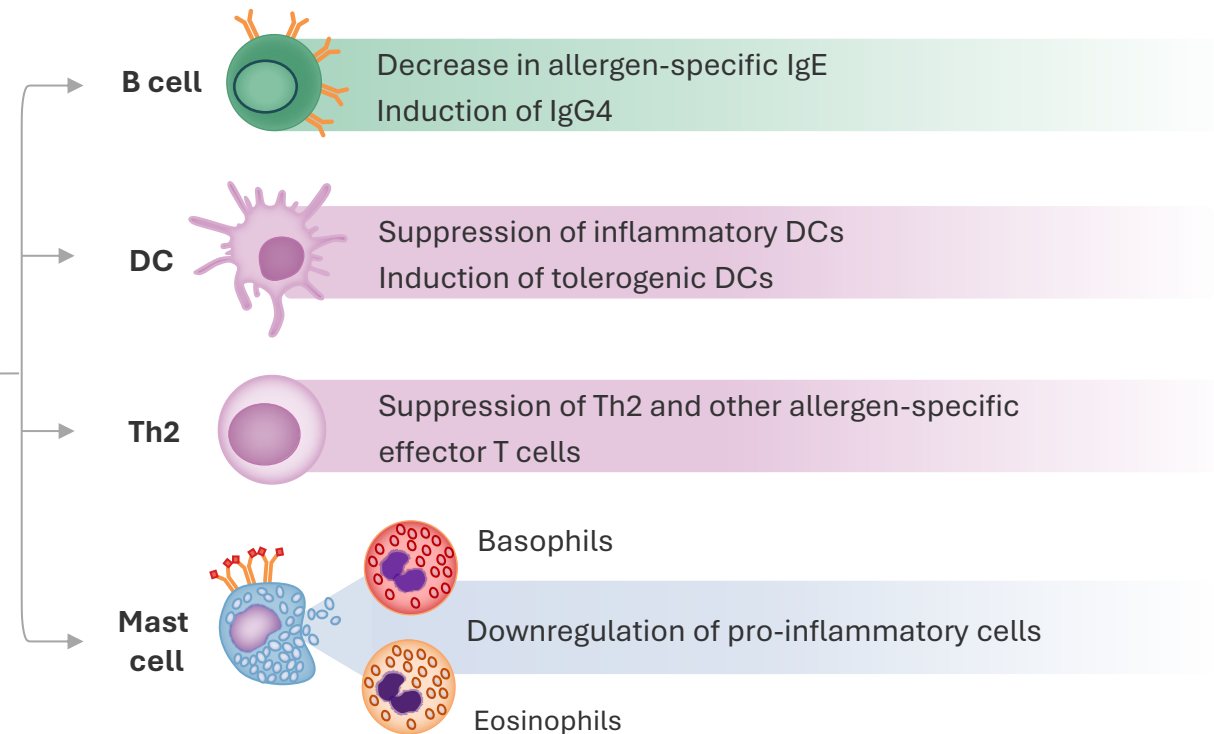 B cell
Decrease in allergen-specific IgE
Induction of IgG4
DC
Suppression of inflammatory DCs
Induction of tolerogenic DCs
Th2
Suppression of Th2 and other allergen-specific
effector T cells
Basophils
Mast
cell
Downregulation of pro-inflammatory cells
Eosinophils